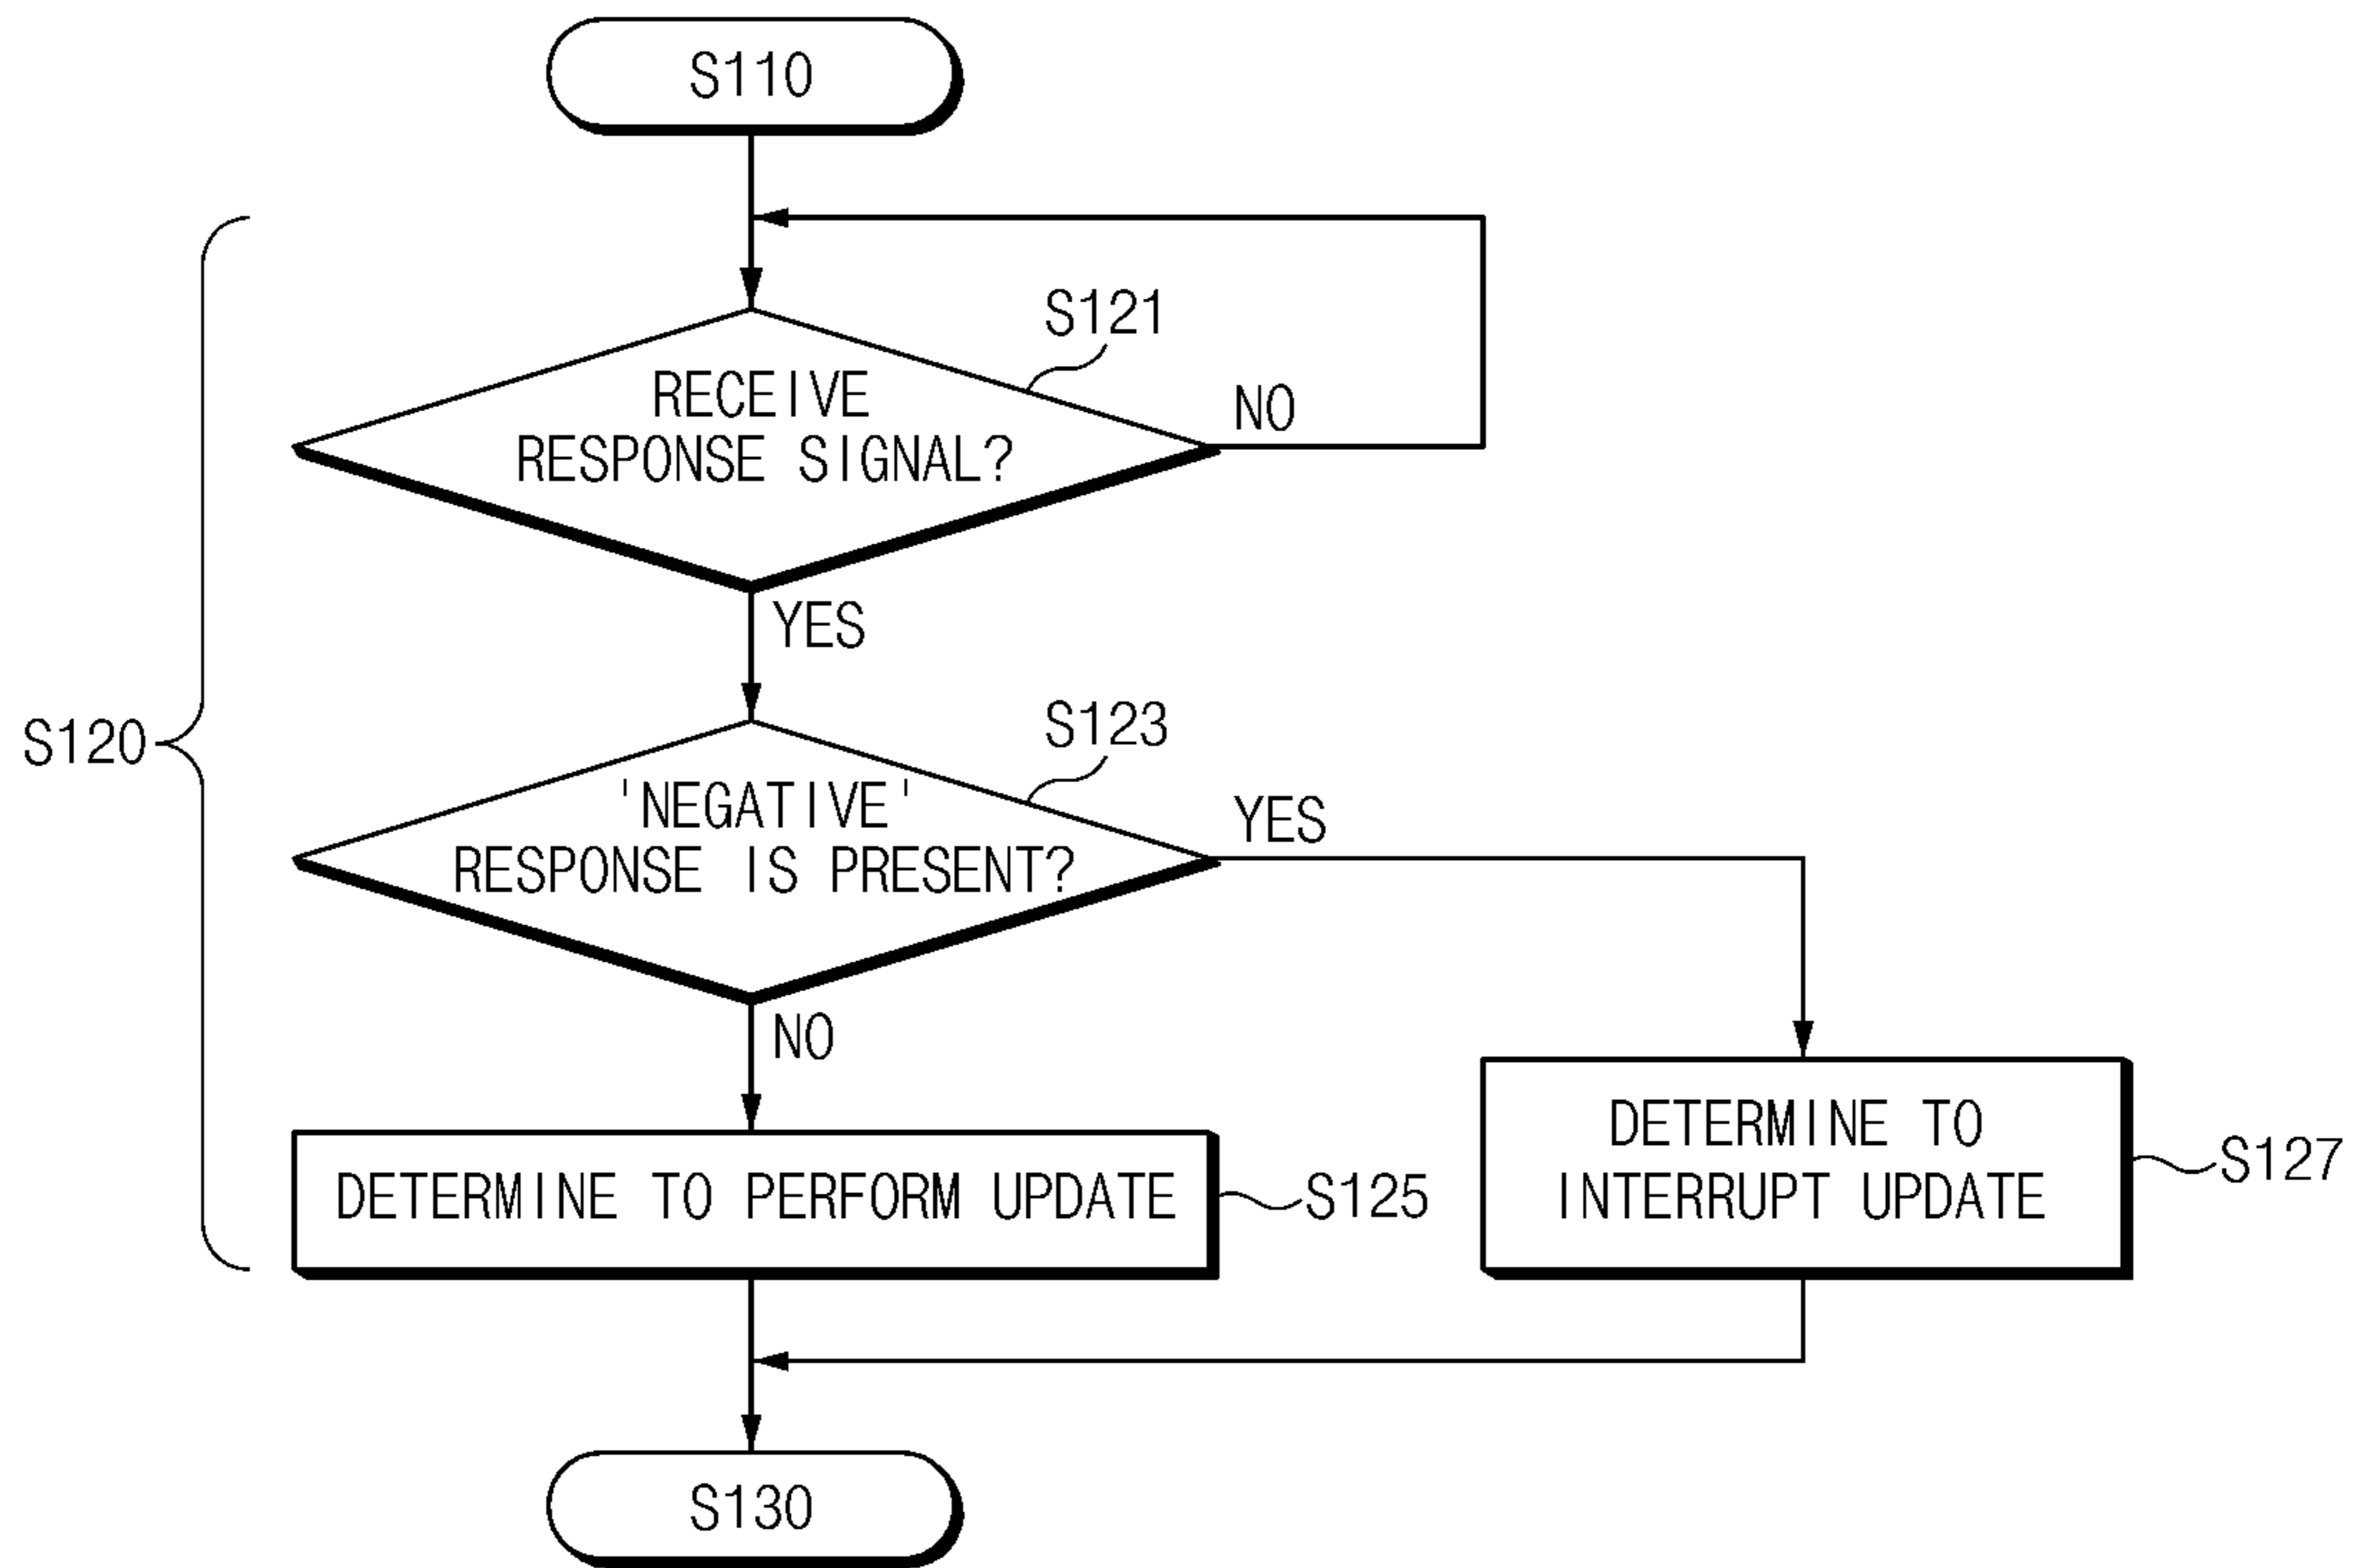 S110
S121
RECEIVE
RESPONSE SIGNAL?
NO
YES
S120
S123
'NEGATIVE'
RESPONSE IS PRESENT?
YES
NO
DETERMINE TO PERFORM UPDATE
S125
DETERMINE TO
INTERRUPT UPDATE
S127
S130